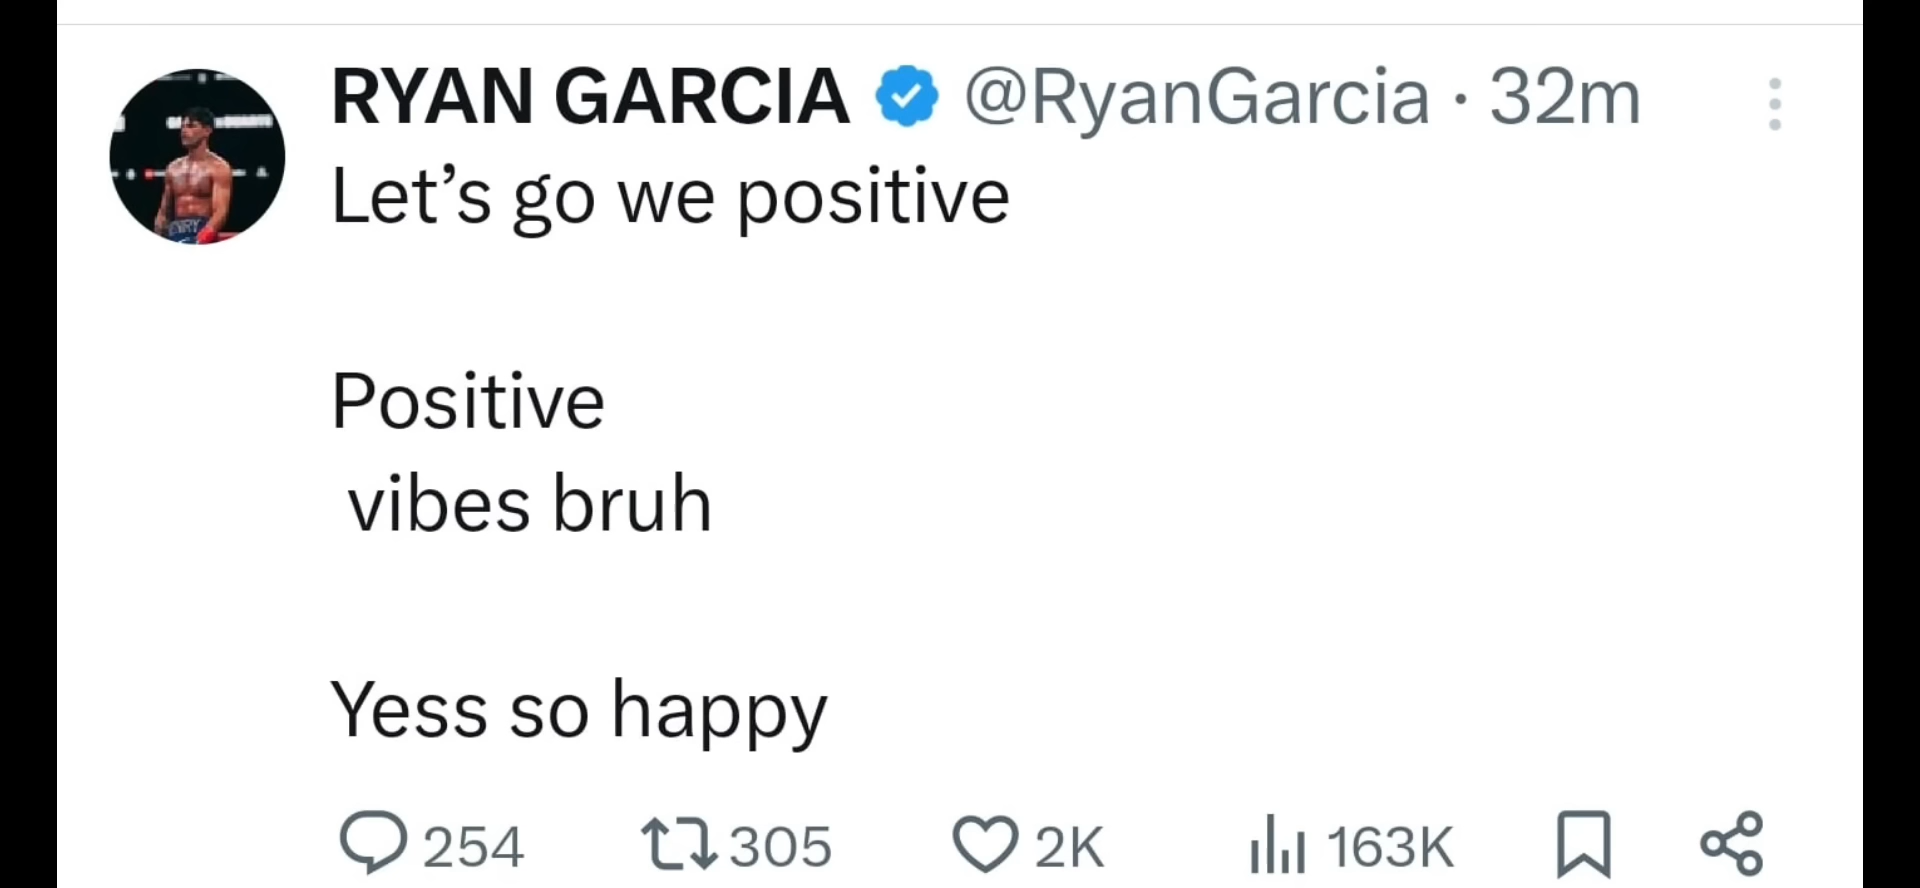 RYAN GARCIA @RyanGarcia · 32m
Let’s go we positive
Positive
vibes bruh
Yess so happy
254 305 2K 163K